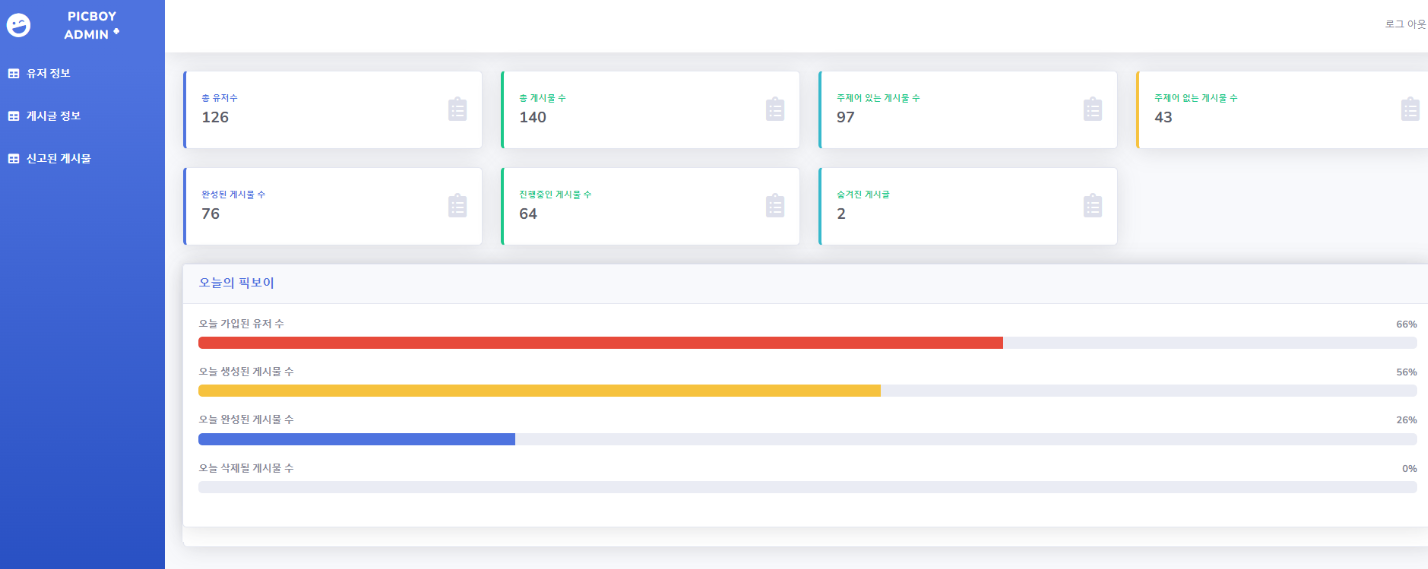 PICBOY
ADMIN
로그 아웃
유저 정보
게시글 정보
신고된 게시물
총 유저수
126
총 게시물 수
140
주제어 있는 게시물 수
97
주제어 없는 게시물 수
43
완성된 게시물 수
76
진행중인 게시물 수
64
숨겨진 게시글
2
오늘의 픽보이
오늘 가입된 유저 수
66%
오늘 생성된 게시물 수
56%
오늘 완성된 게시물 수
26%
오늘 삭제될 게시물 수
0%